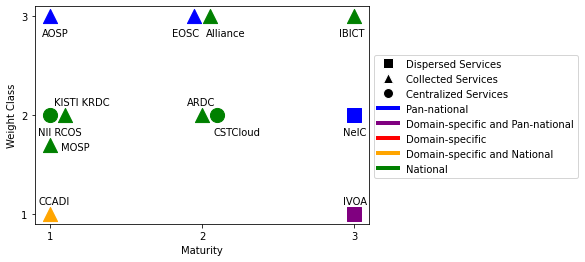 3
AOSP
EOSC Alliance
IBICT
Dispersed Services
Collected Services
Centralized Services
Pan-national
Domain-specific and Pan-national
Domain-specific
Domain-specific and National
National
Weight Class
2
KISTI KRDC
ARDC
NII RCOS
CSTCloud
NeIC
MOSP
CCADI
IVOA
1
1 2 3
Maturity